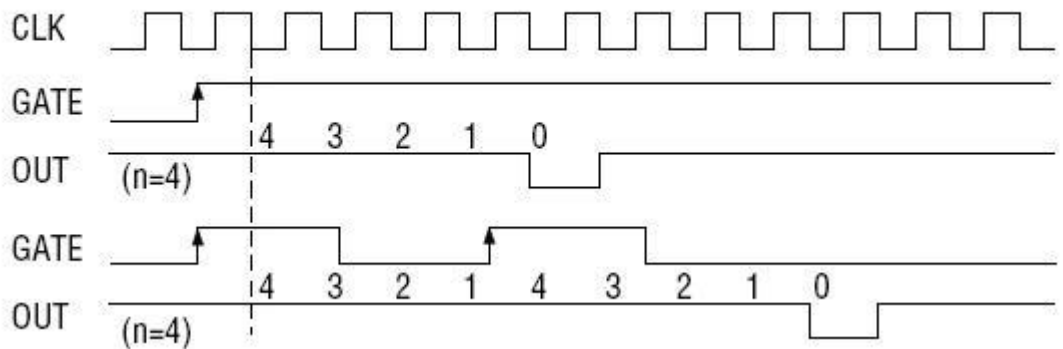 CLK
GATE
4 3 2 1 0
OUT (n=4)
GATE
4 3 2 1 4 3 2 1 0
OUT (n=4)